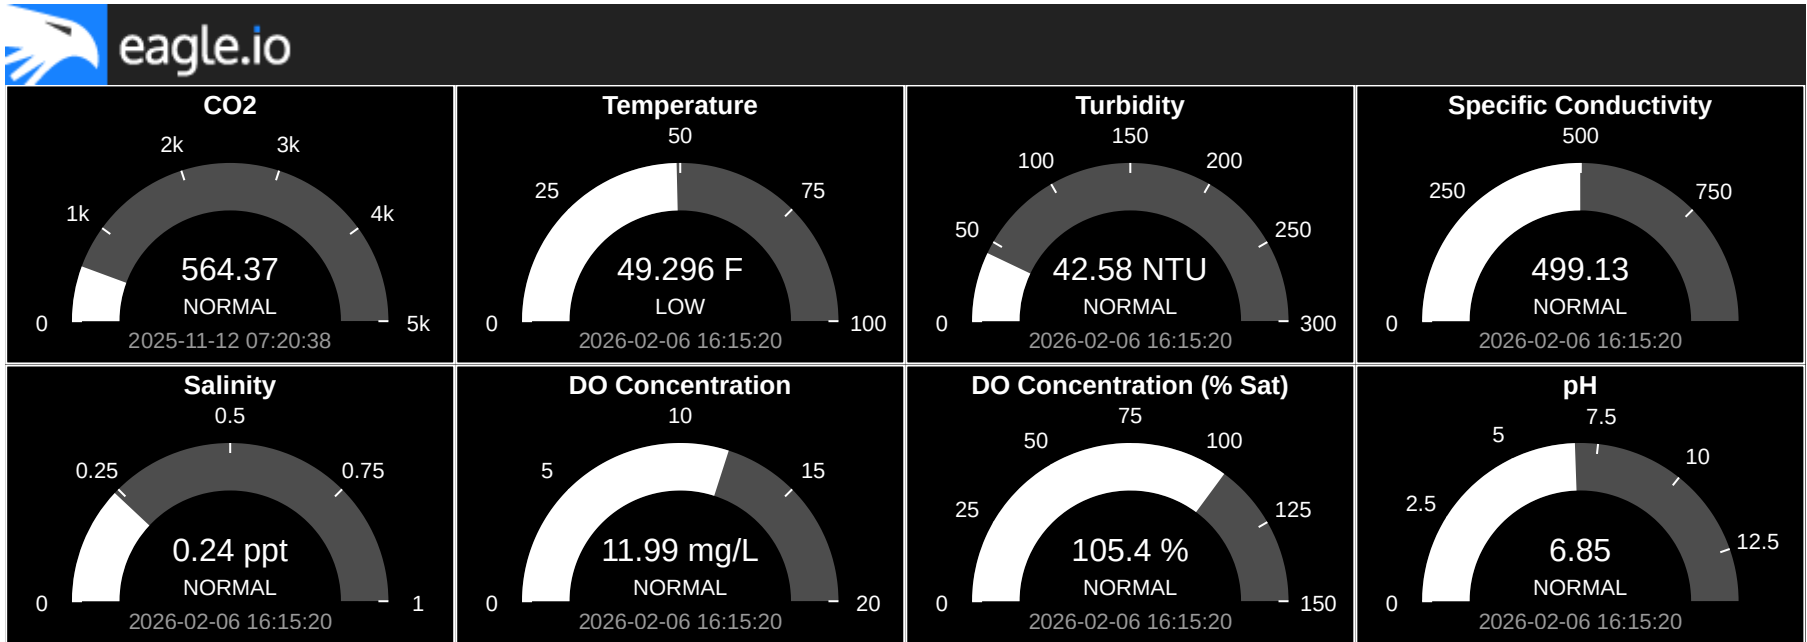 eagle.io
CO2
2k
3k
1k
4k
564.37
NORMAL
0
5k
2025-11-12 07:20:38
Temperature
50
25
75
49.296 F
LOW
0
100
2026-02-06 16:15:20
Turbidity
150
100
200
50
250
42.58 NTU
NORMAL
0
300
2026-02-06 16:15:20
Specific Conductivity
500
250
750
499.13
NORMAL
0
2026-02-06 16:15:20
Salinity
0.5
0.25
0.75
0.24 ppt
NORMAL
0
1
2026-02-06 16:15:20
DO Concentration
10
5
15
11.99 mg/L
NORMAL
0
20
2026-02-06 16:15:20
DO Concentration (% Sat)
75
50
100
25
125
105.4 %
NORMAL
0
150
2026-02-06 16:15:20
pH
7.5
5
10
2.5
12.5
6.85
NORMAL
0
2026-02-06 16:15:20